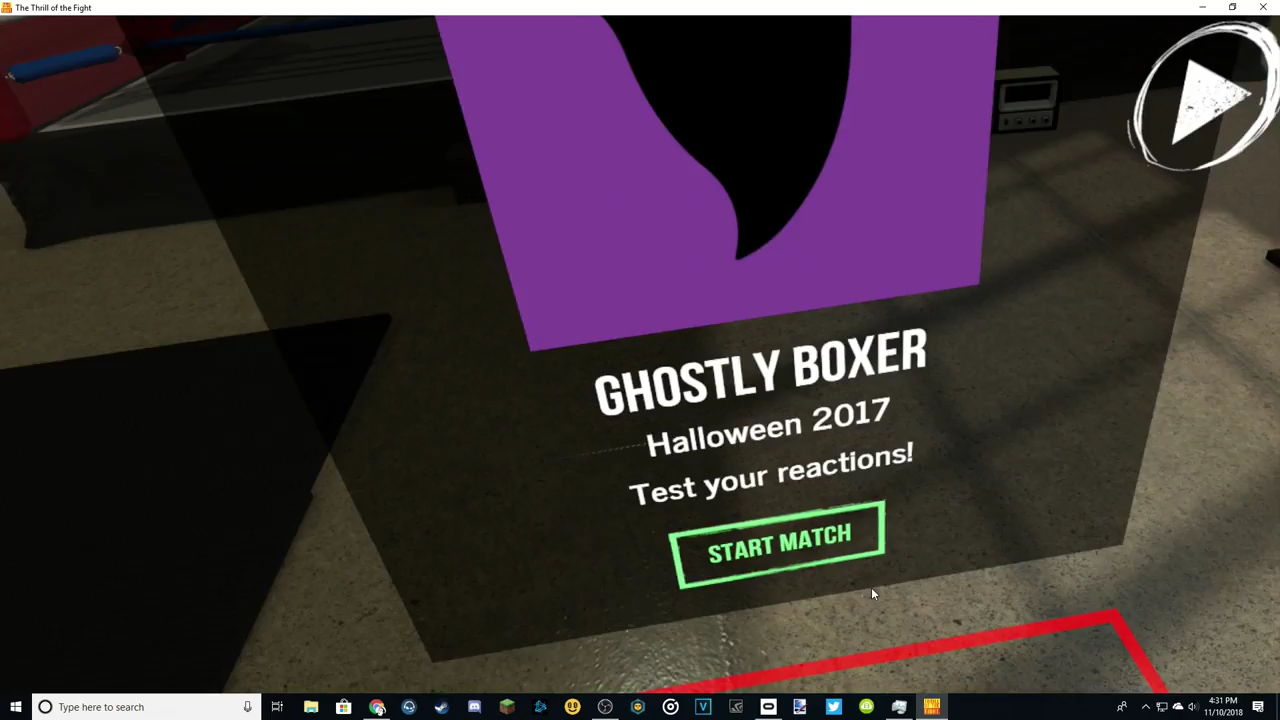 The Thrill of the Fight
GHOSTLY BOXER
Halloween 2017
Test your reactions!
START MATCH
Type here to search
4:31 PM
11/10/2018